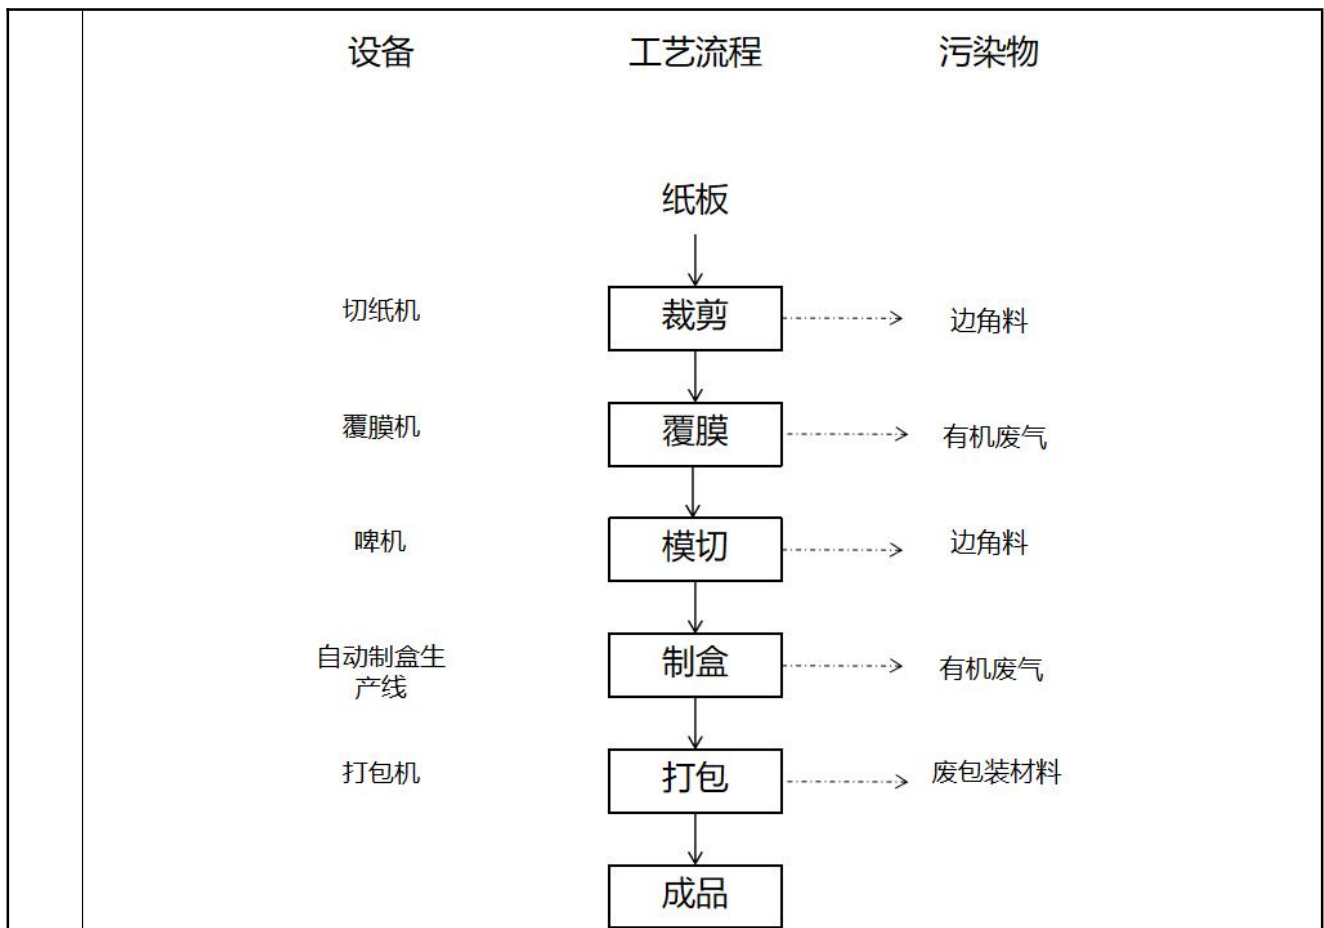 设备 工艺流程 污染物
纸板
切纸机 裁剪 边角料
覆膜机 覆膜 有机废气
啤机 模切 边角料
自动制盒生
产线
制盒 有机废气
打包机 打包 废包装材料
成品